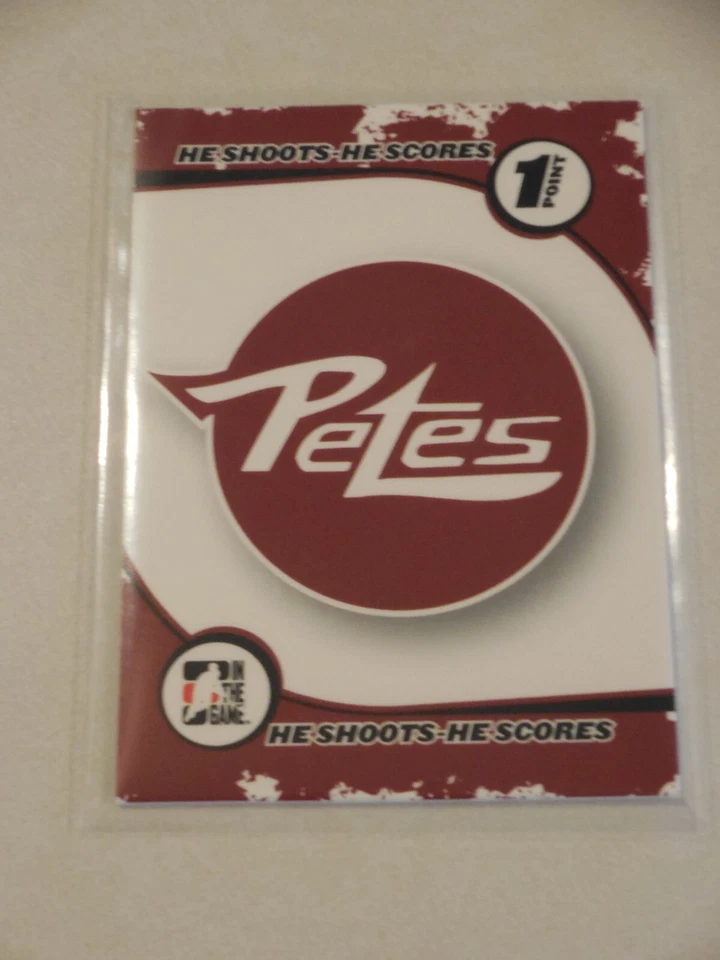 HE SHOOTS-HE SCORES
1 POINT
Petes
IN
THE
GAME
HE SHOOTS-HE SCORES